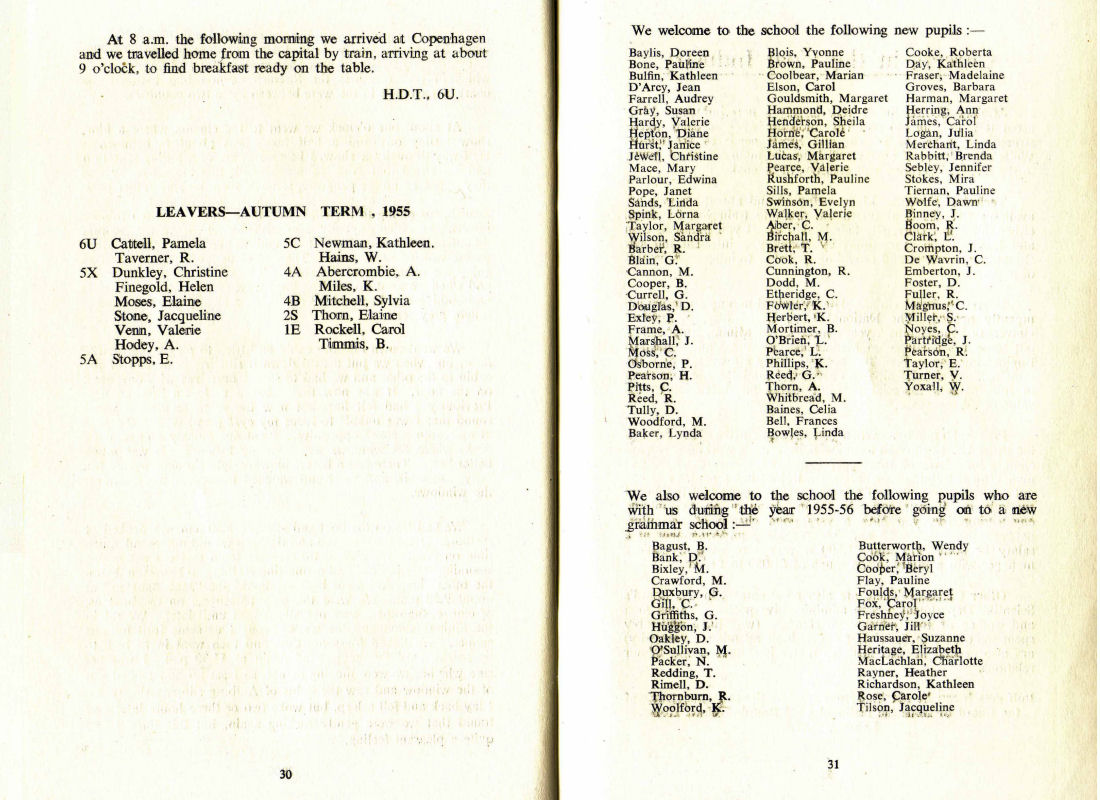 At 8 a.m. the following morning we arrived at Copenhagen
and we travelled home from the capital by train, arriving at about
9 o'clock, to find breakfast ready on the table.
H.D.T., 6U.
LEAVERS—AUTUMN TERM , 1955
6U Cattell, Pamela
Taverner, R.
5X Dunkley, Christine
Finegold, Helen
Moses, Elaine
Stone, Jacqueline
Venn, Valerie
Hodey, A.
5A Stopps, E.
5C Newman, Kathleen.
Hains, W.
4A Abercrombie, A.
Miles, K.
4B Mitchell, Sylvia
2S Thorn, Elaine
1E Rockell, Carol
Timmis, B.
30
We welcome to the school the following new pupils :—
Baylis, Doreen
Bone, Pauline
Bulfin, Kathleen
D'Arcy, Jean
Farrell, Audrey
Gray, Susan
Hardy, Valerie
Hepton, Diane
Hurst, Janice
Jewell, Christine
Mace, Mary
Parlour, Edwina
Pope, Janet
Sands, Linda
Spink, Lorna
Taylor, Margaret
Wilson, Sandra
Barber, R.
Blain, G.
Cannon, M.
Cooper, B.
Currell, G.
Douglas, D.
Exley, P.
Frame, A.
Marshall, J.
Moss, C.
Osborne, P.
Pearson, H.
Pitts, C.
Reed, R.
Tully, D.
Woodford, M.
Baker, Lynda
Blois, Yvonne
Brown, Pauline
Coolbear, Marian
Elson, Carol
Gouldsmith, Margaret
Hammond, Deidre
Henderson, Sheila
Horne, Carole
James, Gillian
Lucas, Margaret
Pearce, Valerie
Rushforth, Pauline
Sills, Pamela
Swinson, Evelyn
Walker, Valerie
Aber, C.
Birchall, M.
Brett, T.
Cook, R.
Cunnington, R.
Dodd, M.
Etheridge, C.
Fowler, K.
Herbert, K.
Mortimer, B.
O'Brien, L.
Pearce, L.
Phillips, K.
Reed, G.
Thorn, A.
Whitbread, M.
Baines, Celia
Bell, Frances
Bowles, Linda
Cooke, Roberta
Day, Kathleen
Fraser, Madelaine
Groves, Barbara
Harman, Margaret
Herring, Ann
James, Carol
Logan, Julia
Merchant, Linda
Rabbitt, Brenda
Sebley, Jennifer
Stokes, Mira
Tiernan, Pauline
Wolfe, Dawn
Binney, J.
Boom, R.
Clark, L.
Crompton, J.
De Wavrin, C.
Emberton, J.
Foster, D.
Fuller, R.
Magnus, C.
Miller, S.
Noyes, C.
Partridge, J.
Pearson, R.
Taylor, E.
Turner, V.
Yoxall, W.
We also welcome to the school the following pupils who are
with us during the year 1955-56 before going on to a new
grammar school :—
Bagust, B.
Bank, D.
Bixley, M.
Crawford, M.
Duxbury, G.
Gill, C.
Griffiths, G.
Huggon, J.
Oakley, D.
O'Sullivan, M.
Packer, N.
Redding, T.
Rimell, D.
Thornburn, R.
Woolford, K.
Butterworth, Wendy
Cook, Marion
Cooper, Beryl
Flay, Pauline
Foulds, Margaret
Fox, Carol
Freshney, Joyce
Garner, Jill
Haussauer, Suzanne
Heritage, Elizabeth
MacLachlan, Charlotte
Rayner, Heather
Richardson, Kathleen
Rose, Carole
Tilson, Jacqueline
31